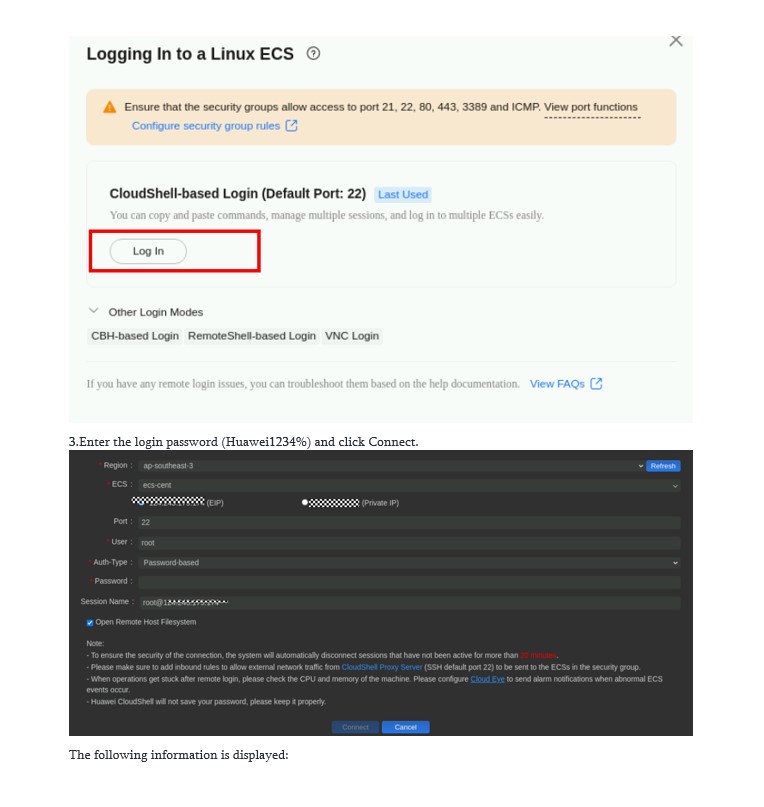 Logging In to a Linux ECS
Ensure that the security groups allow access to port 21, 22, 80, 443, 3389 and ICMP. View port functions
Configure security group rules
CloudShell-based Login (Default Port: 22) Last Used
You can copy and paste commands, manage multiple sessions, and log in to multiple ECSs easily.
Log In
Other Login Modes
CBH-based Login RemoteShell-based Login VNC Login
If you have any remote login issues, you can troubleshoot them based on the help documentation. View FAQs
3.Enter the login password (Huawei1234%) and click Connect.
* Region : ap-southeast-3 Refresh
* ECS : ecs-cent
(EIP) (Private IP)
Port : 22
* User : root
* Auth-Type : Password-based
* Password :
Session Name : root@1
Open Remote Host Filesystem
Note:
- To ensure the security of the connection, the system will automatically disconnect sessions that have not been active for more than minutes.
- Please make sure to add inbound rules to allow external network traffic from CloudShell Proxy Server (SSH default port 22) to be sent to the ECSs in the security group.
- When operations get stuck after remote login, please check the CPU and memory of the machine. Please configure Cloud Eye to send alarm notifications when abnormal ECS
events occur.
- Huawei CloudShell will not save your password, please keep it properly.
Connect Cancel
The following information is displayed: